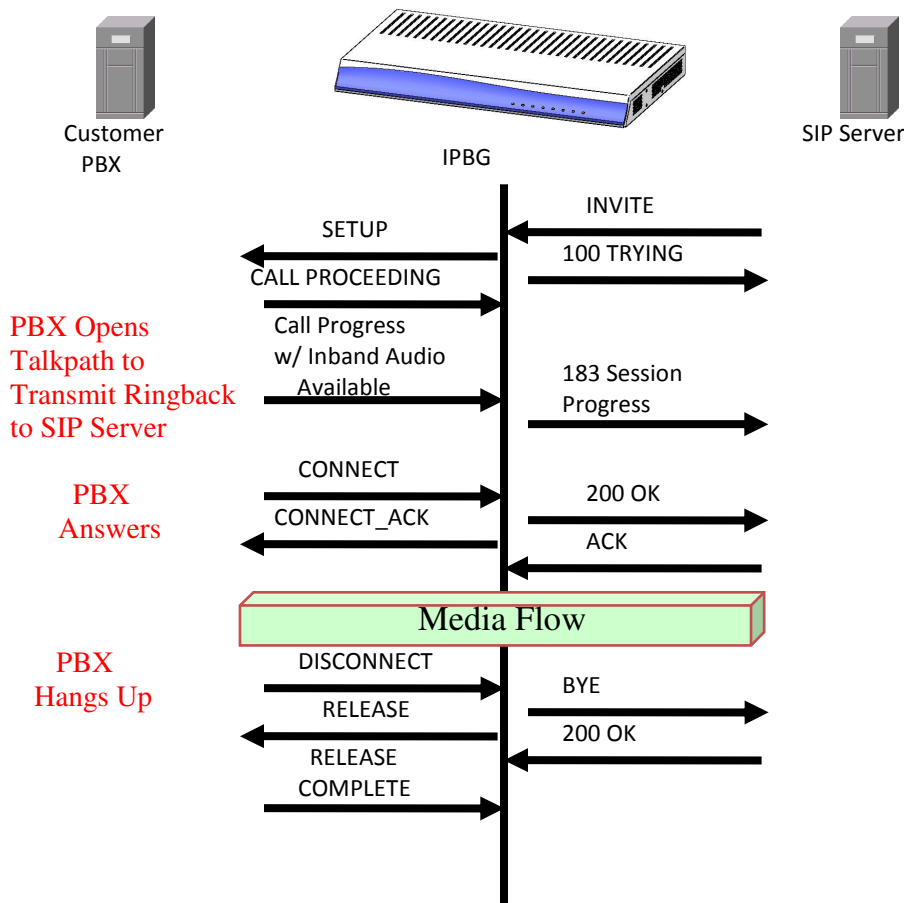 Customer
PBX
IPBG
SIP Server
INVITE
SETUP
100 TRYING
CALL PROCEEDING
PBX Opens
Talkpath to
Transmit Ringback
to SIP Server
Call Progress
w/ Inband Audio
Available
183 Session
Progress
CONNECT
PBX
Answers
200 OK
CONNECT_ACK
ACK
Media Flow
PBX
Hangs Up
DISCONNECT
BYE
RELEASE
200 OK
RELEASE
COMPLETE